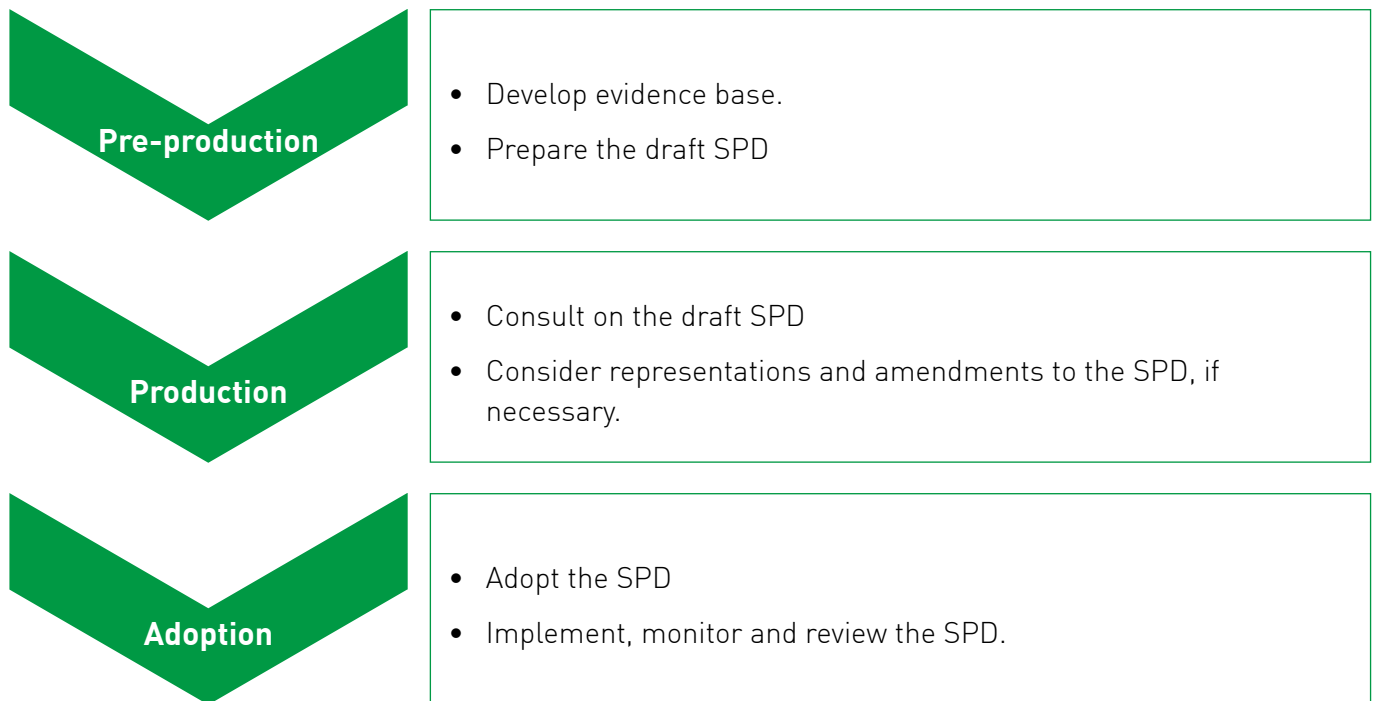 Pre-production
• Develop evidence base.
• Prepare the draft SPD
Production
• Consult on the draft SPD
• Consider representations and amendments to the SPD, if
necessary.
Adoption
• Adopt the SPD
• Implement, monitor and review the SPD.